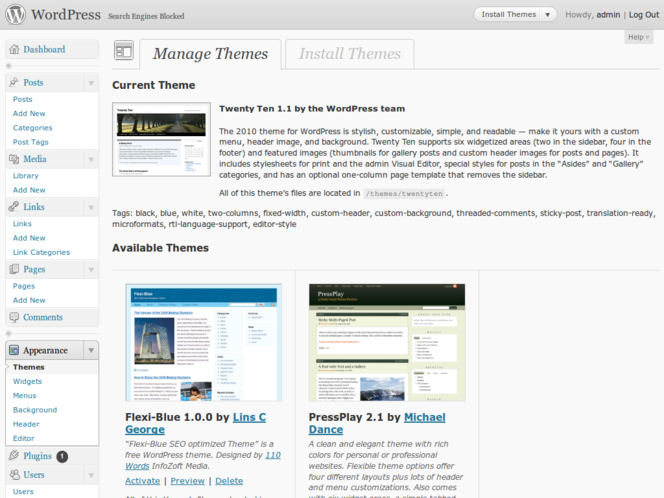 WordPress Search Engines Blocked
Install Themes
Howdy, admin | Log Out
Help
Dashboard
Posts
Posts
Add New
Categories
Post Tags
Media
Library
Add New
Links
Links
Add New
Link Categories
Pages
Pages
Add New
Comments
Appearance
Themes
Widgets
Menus
Background
Header
Editor
Plugins 1
Users
Users
Manage Themes
Install Themes
Current Theme
Twenty Ten
Twenty Ten 1.1 by the WordPress team
The 2010 theme for WordPress is stylish, customizable, simple, and readable — make it yours with a custom
menu, header image, and background. Twenty Ten supports six widgetized areas (two in the sidebar, four in the
footer) and featured images (thumbnails for gallery posts and custom header images for posts and pages). It
includes stylesheets for print and the admin Visual Editor, special styles for posts in the “Asides” and “Gallery”
categories, and has an optional one-column page template that removes the sidebar.
All of this theme’s files are located in /themes/twentyten .
Tags: black, blue, white, two-columns, fixed-width, custom-header, custom-background, threaded-comments, sticky-post, translation-ready,
microformats, rtl-language-support, editor-style
Available Themes
Flexi-Blue
Flexi-Blue 1.0.0 by Lins C
George
“Flexi-Blue SEO optimized Theme” is a
free WordPress theme. Designed by 110
Words InfoZoft Media.
Activate | Preview | Delete
PressPlay
PressPlay 2.1 by Michael
Dance
A clean and elegant theme with rich
colors for personal or professional
websites. Flexible theme options offer
four different layouts plus lots of header
and menu customizations. Also comes